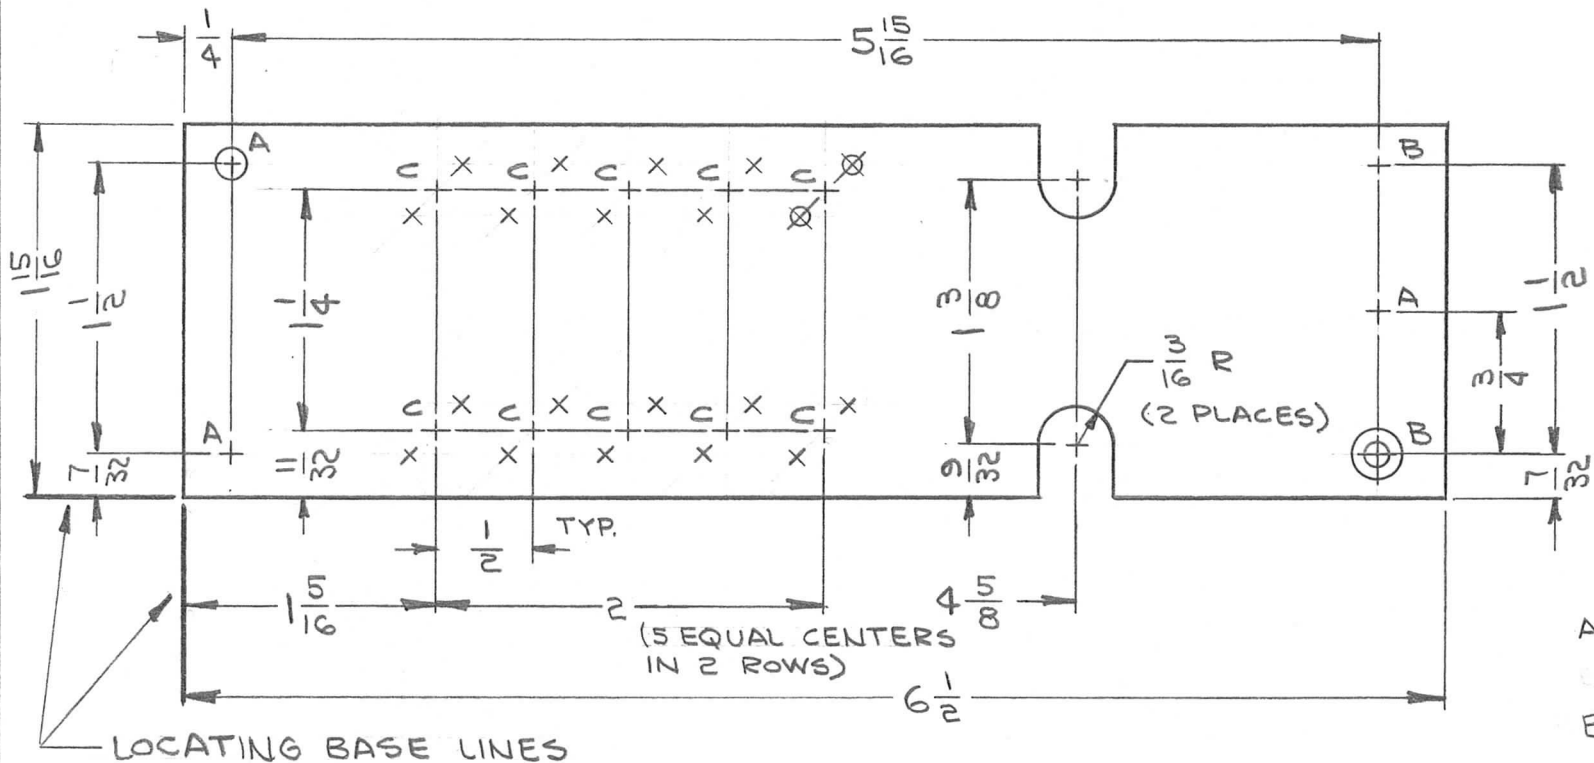 1/4
5 15/16
A
B
C × C × C × C × C ×
× × × × ×
1 15/16
1 1/2
1 1/4
1 3/8
A
1 1/2
3/4
3/16 R
(2 PLACES)
C × C × C × C × C ×
A
B
7/32
11/32
× × × × ×
9/32
7/32
1/2 TYP.
1 5/16
2
4 5/8
(5 EQUAL CENTERS
IN 2 ROWS)
A
6 1/2
E
LOCATING BASE LINES